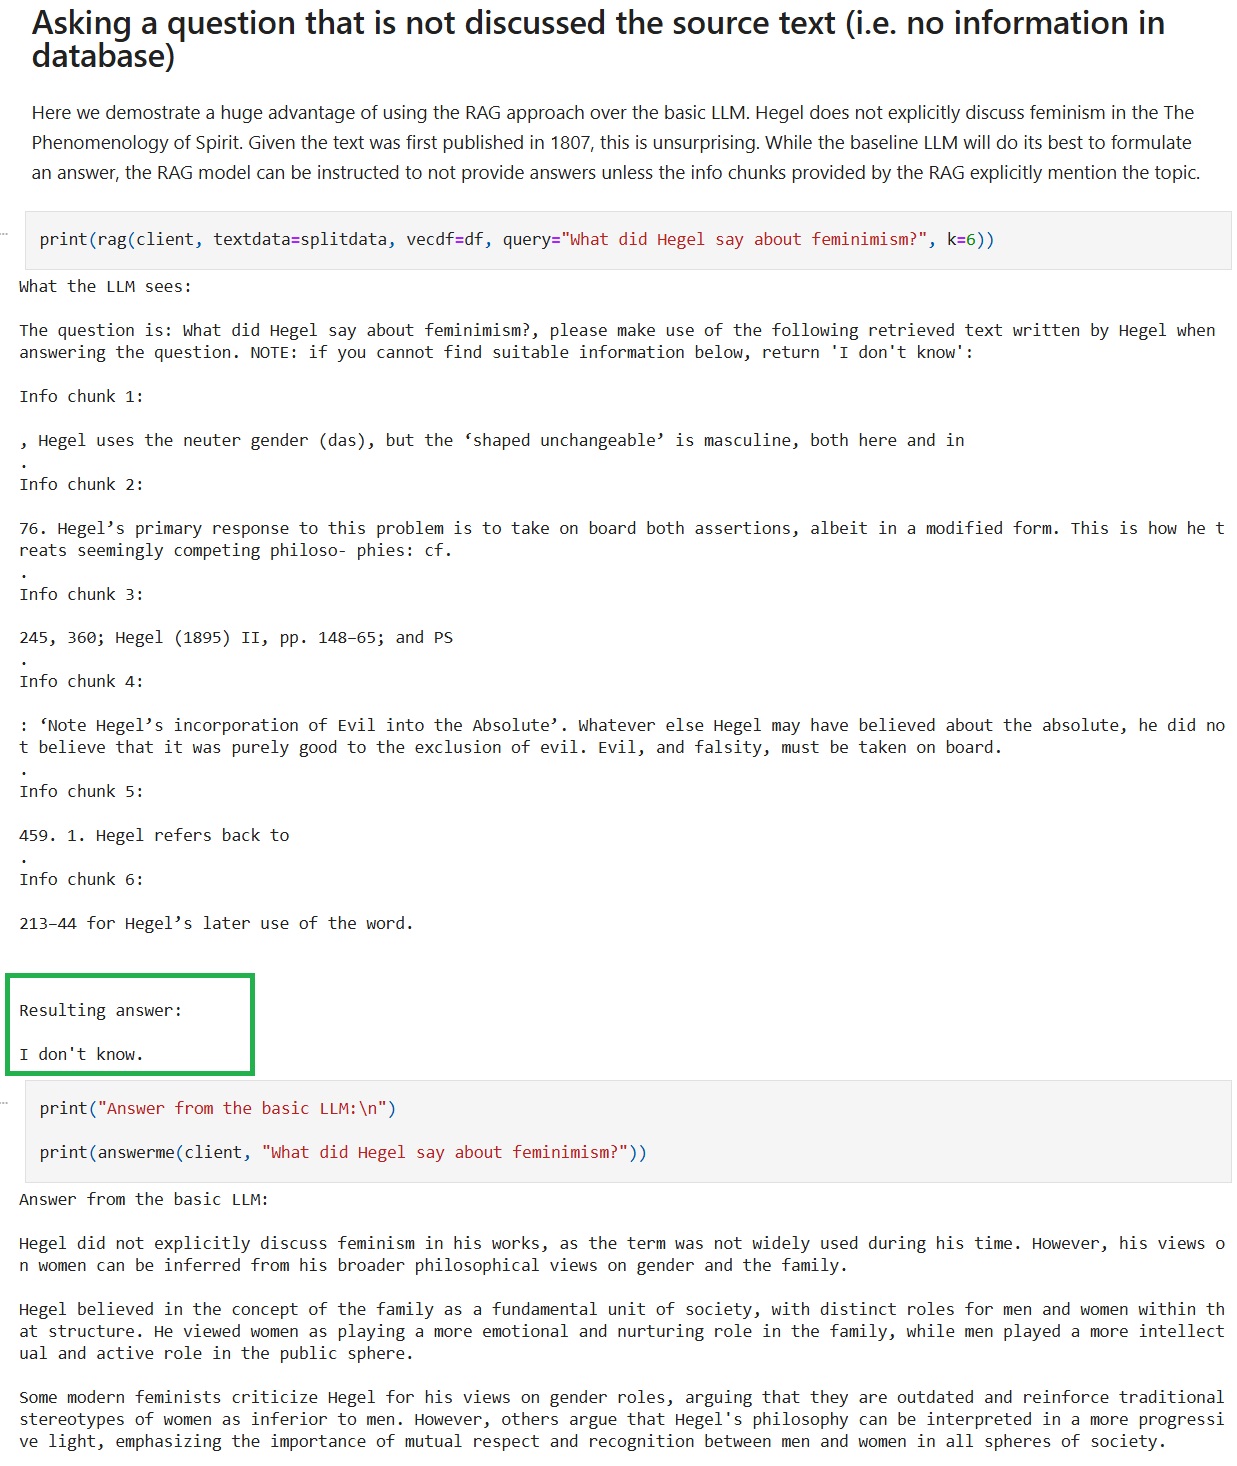 Asking a question that is not discussed the source text (i.e. no information in
database)
Here we demostrate a huge advantage of using the RAG approach over the basic LLM. Hegel does not explicitly discuss feminism in the The
Phenomenology of Spirit. Given the text was first published in 1807, this is unsurprising. While the baseline LLM will do its best to formulate
an answer, the RAG model can be instructed to not provide answers unless the info chunks provided by the RAG explicitly mention the topic.
print(rag(client, textdata=splitdata, vecdf=df, query="What did Hegel say about feminimism?", k=6))
What the LLM sees:
The question is: What did Hegel say about feminimism?, please make use of the following retrieved text written by Hegel when
answering the question. NOTE: if you cannot find suitable information below, return 'I don't know':
Info chunk 1:
, Hegel uses the neuter gender (das), but the ‘shaped unchangeable’ is masculine, both here and in
.
Info chunk 2:
76. Hegel’s primary response to this problem is to take on board both assertions, albeit in a modified form. This is how he t
reats seemingly competing philoso- phies: cf.
.
Info chunk 3:
245, 360; Hegel (1895) II, pp. 148–65; and PS
.
Info chunk 4:
: ‘Note Hegel’s incorporation of Evil into the Absolute’. Whatever else Hegel may have believed about the absolute, he did no
t believe that it was purely good to the exclusion of evil. Evil, and falsity, must be taken on board.
.
Info chunk 5:
459. 1. Hegel refers back to
.
Info chunk 6:
213–44 for Hegel’s later use of the word.
Resulting answer:
I don't know.
print("Answer from the basic LLM:\n")
print(answerme(client, "What did Hegel say about feminimism?"))
Answer from the basic LLM:
Hegel did not explicitly discuss feminism in his works, as the term was not widely used during his time. However, his views o
n women can be inferred from his broader philosophical views on gender and the family.
Hegel believed in the concept of the family as a fundamental unit of society, with distinct roles for men and women within th
at structure. He viewed women as playing a more emotional and nurturing role in the family, while men played a more intellect
ual and active role in the public sphere.
Some modern feminists criticize Hegel for his views on gender roles, arguing that they are outdated and reinforce traditional
stereotypes of women as inferior to men. However, others argue that Hegel's philosophy can be interpreted in a more progressi
ve light, emphasizing the importance of mutual respect and recognition between men and women in all spheres of society.